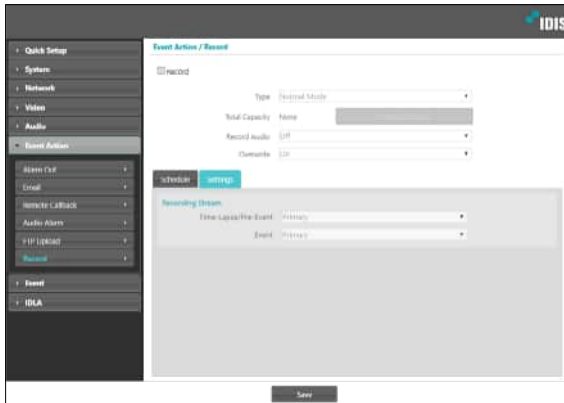 IDIS
Quick Setup
System
Network
Video
Audio
Event Action
Alarm Out
Email
Remote Callback
Audio Alarm
FTP Upload
Record
Event
IDLA
Event Action / Record
Record
Type Normal Mode
Total Capacity None
Record Audio Off
Overwrite On
Schedule Settings
Recording Stream
Time-Lapse/Pre-Event Primary
Event Primary
Save